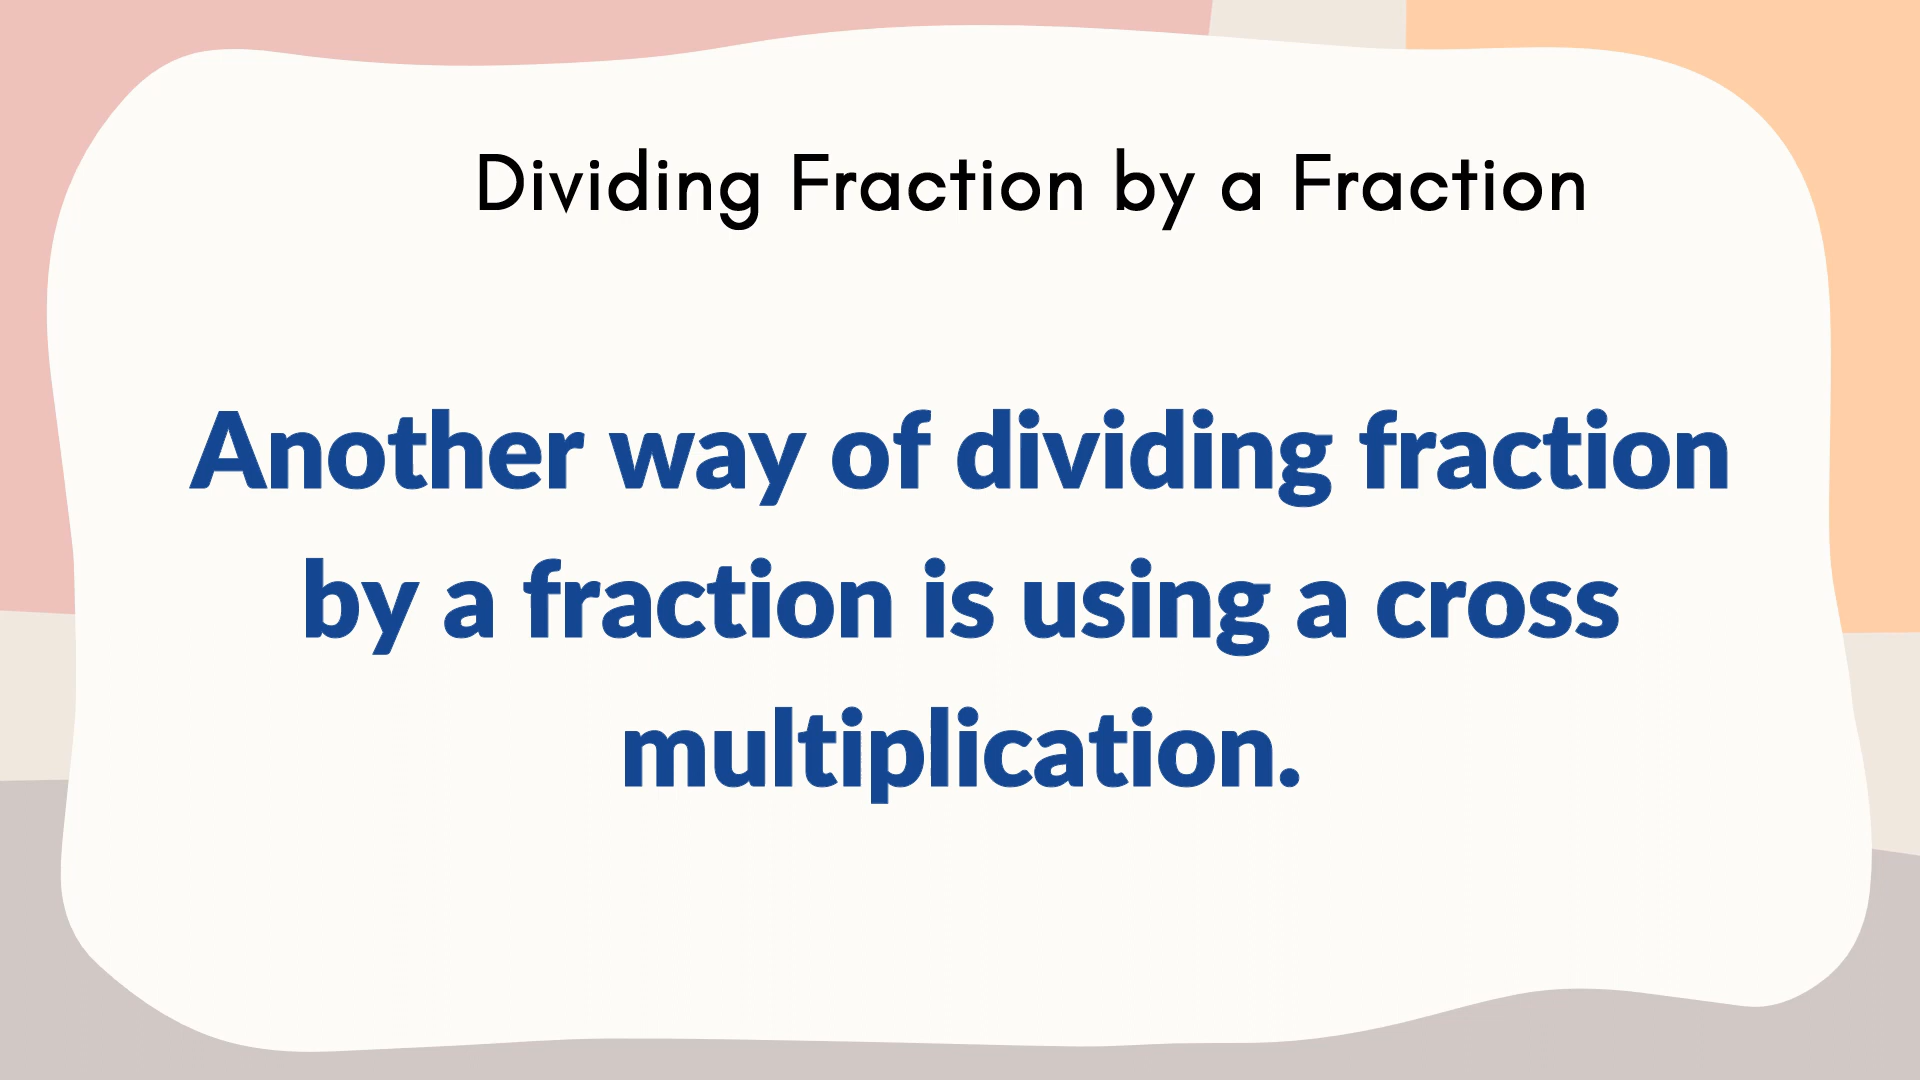 Dividing Fraction by a Fraction
Another way of dividing fraction
by a fraction is using a cross
multiplication.